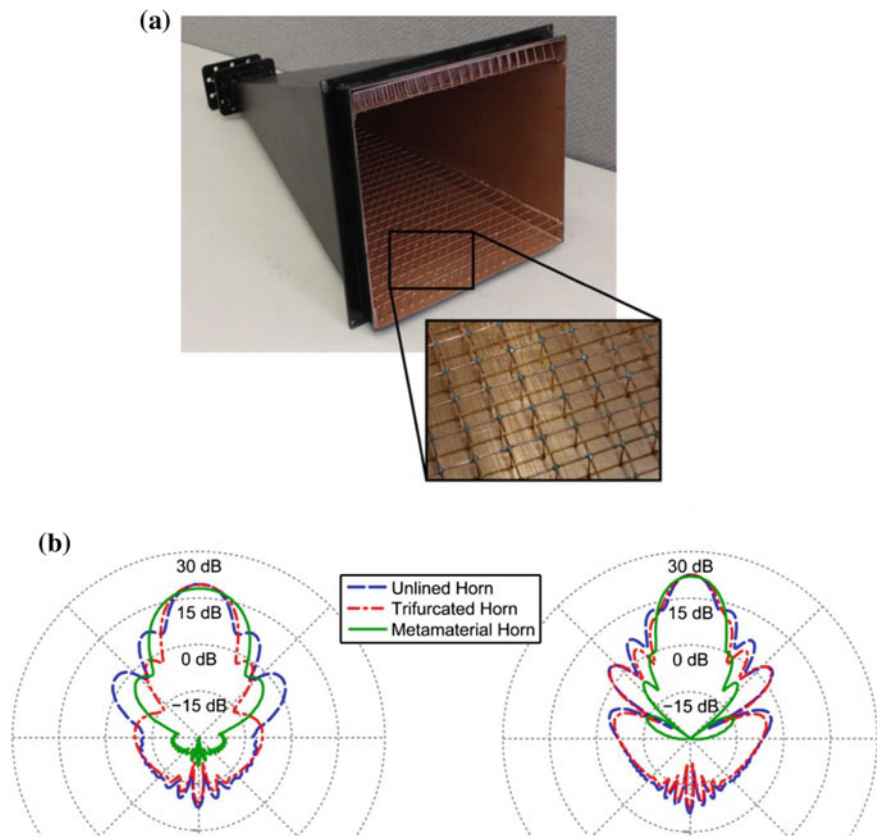 (a)
(b)
30 dB
15 dB
0 dB
−15 dB
Unlined Horn
Trifurcated Horn
Metamaterial Horn
30 dB
15 dB
0 dB
−15 dB